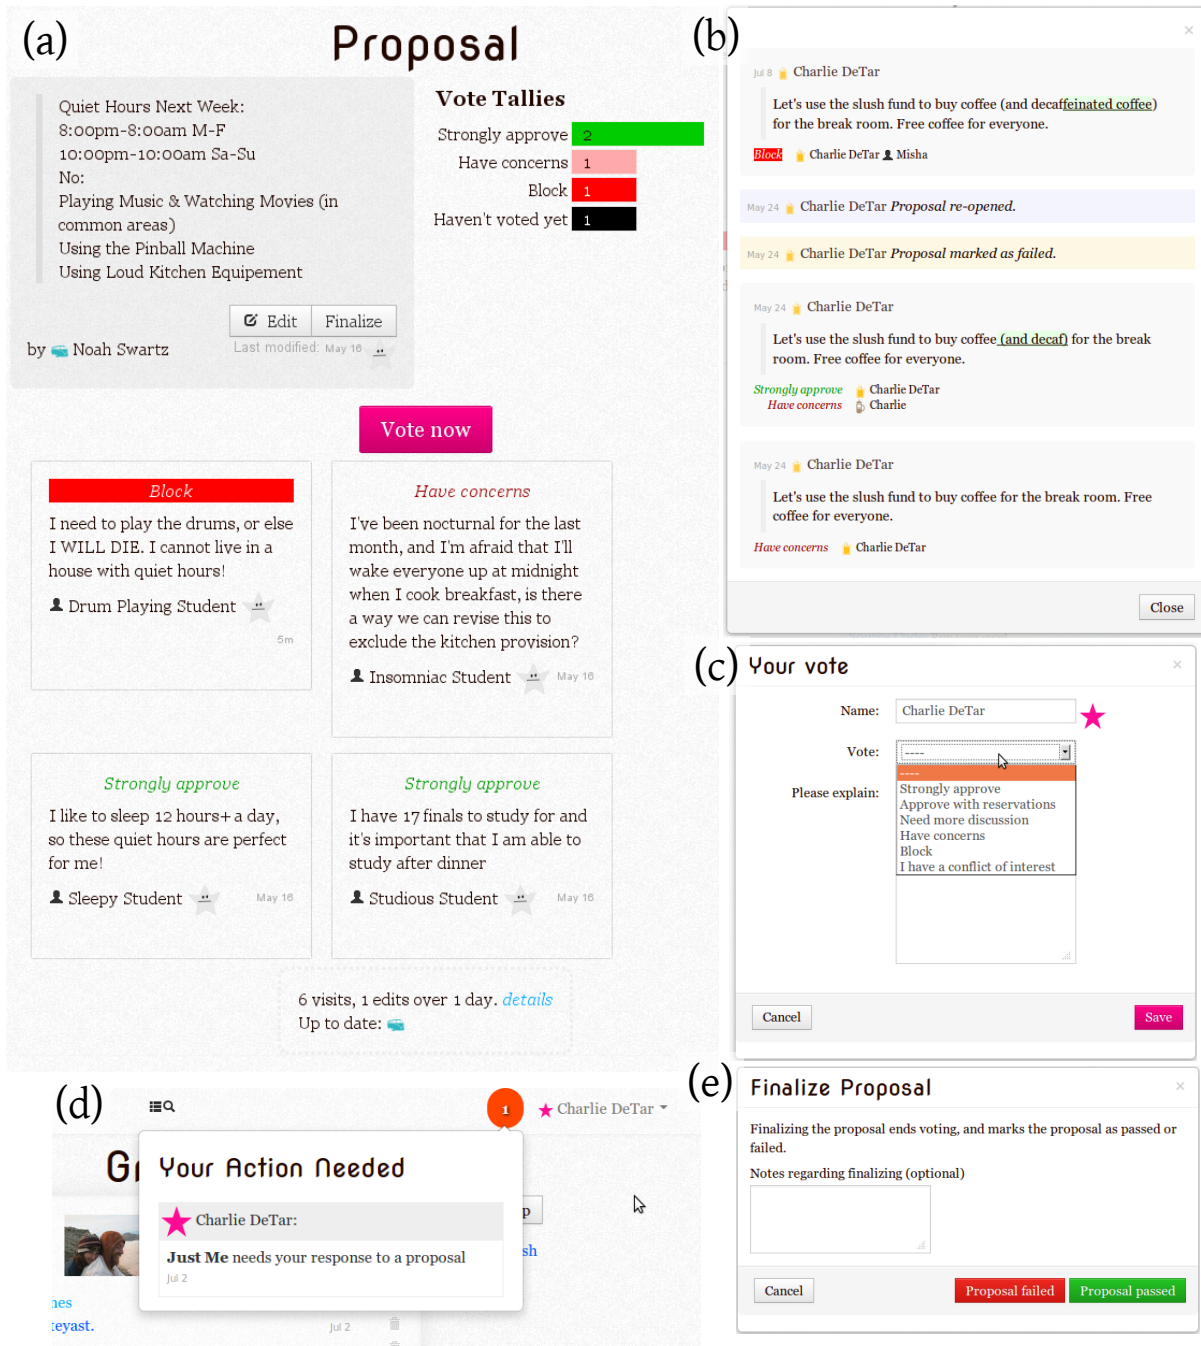 (a)
Proposal
Quiet Hours Next Week:
8:00pm-8:00am M-F
10:00pm-10:00am Sa-Su
No:
Playing Music & Watching Movies (in
common areas)
Using the Pinball Machine
Using Loud Kitchen Equipement
Edit Finalize
by Noah Swartz
Last modified: May 16
Vote Tallies
Strongly approve 2
Have concerns 1
Block 1
Haven't voted yet 1
Vote now
Block
I need to play the drums, or else
I WILL DIE. I cannot live in a
house with quiet hours!
Drum Playing Student
5m
Have concerns
I've been nocturnal for the last
month, and I'm afraid that I'll
wake everyone up at midnight
when I cook breakfast, is there
a way we can revise this to
exclude the kitchen provision?
Insomniac Student May 16
Strongly approve
I like to sleep 12 hours+ a day,
so these quiet hours are perfect
for me!
Sleepy Student May 16
Strongly approve
I have 17 finals to study for and
it's important that I am able to
study after dinner
Studious Student May 16
6 visits, 1 edits over 1 day. details
Up to date:
(b)
×
Jul 8 Charlie DeTar
Let's use the slush fund to buy coffee (and decaffeinated coffee)
for the break room. Free coffee for everyone.
Block Charlie DeTar Misha
May 24 Charlie DeTar Proposal re-opened.
May 24 Charlie DeTar Proposal marked as failed.
May 24 Charlie DeTar
Let's use the slush fund to buy coffee (and decaf) for the break
room. Free coffee for everyone.
Strongly approve Charlie DeTar
Have concerns Charlie
May 24 Charlie DeTar
Let's use the slush fund to buy coffee for the break room. Free
coffee for everyone.
Have concerns Charlie DeTar
Close
(c)
Your vote ×
Name: Charlie DeTar
Vote: ----
----
Strongly approve
Approve with reservations
Need more discussion
Have concerns
Block
I have a conflict of interest
Please explain:
Cancel Save
(d)
1 Charlie DeTar
Your Action Needed
Charlie DeTar:
Just Me needs your response to a proposal
Jul 2
G
p
sh
nes
teyast.
Jul 2
(e)
Finalize Proposal ×
Finalizing the proposal ends voting, and marks the proposal as passed or
failed.
Notes regarding finalizing (optional)
Cancel Proposal failed Proposal passed